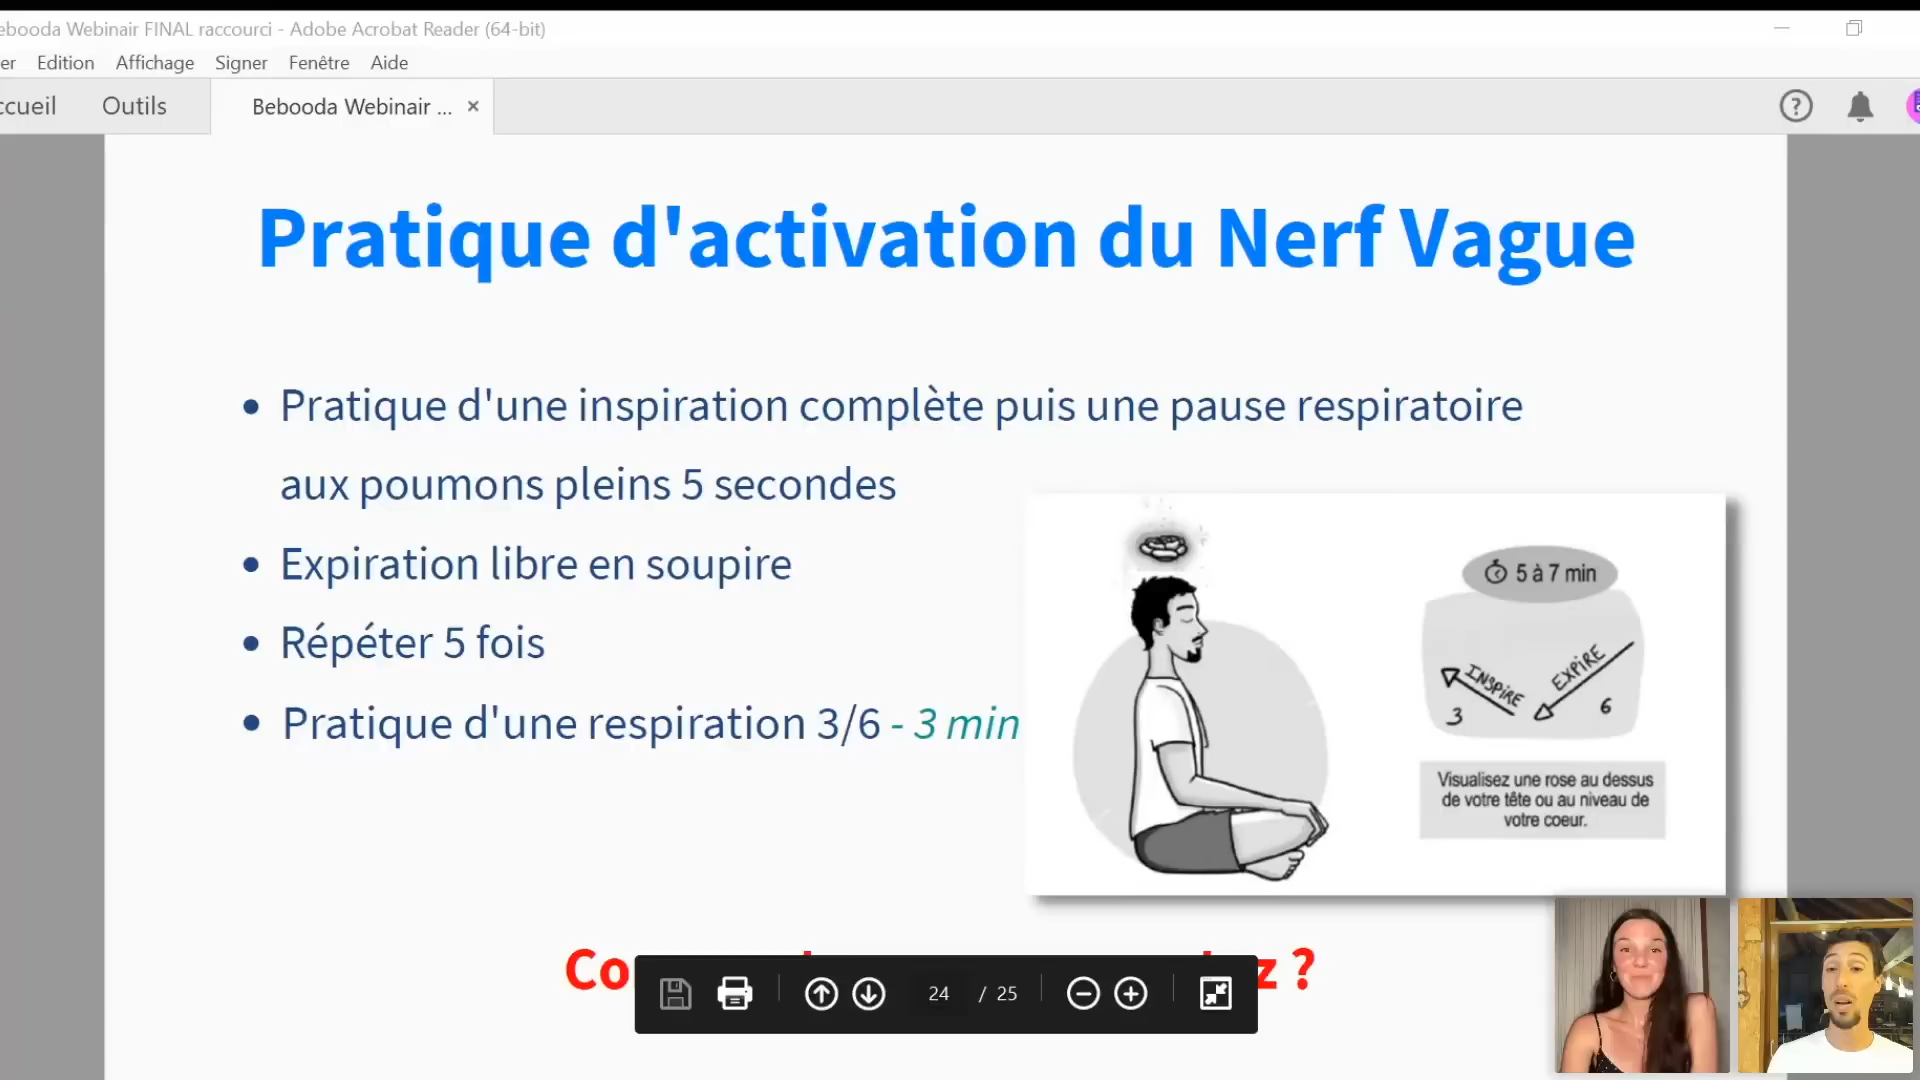 ebooda Webinair FINAL raccourci - Adobe Acrobat Reader (64-bit)
er Edition Affichage Signer Fenêtre Aide
ccueil Outils Bebooda Webinair ... ×
Pratique d'activation du Nerf Vague
• Pratique d'une inspiration complète puis une pause respiratoire
aux poumons pleins 5 secondes
• Expiration libre en soupire
• Répéter 5 fois
• Pratique d'une respiration 3/6 - 3 min
5 à 7 min
INSPIRE
EXPIRE
3
6
Visualisez une rose au dessus
de votre tête ou au niveau de
votre coeur.
Co z ?
24 / 25